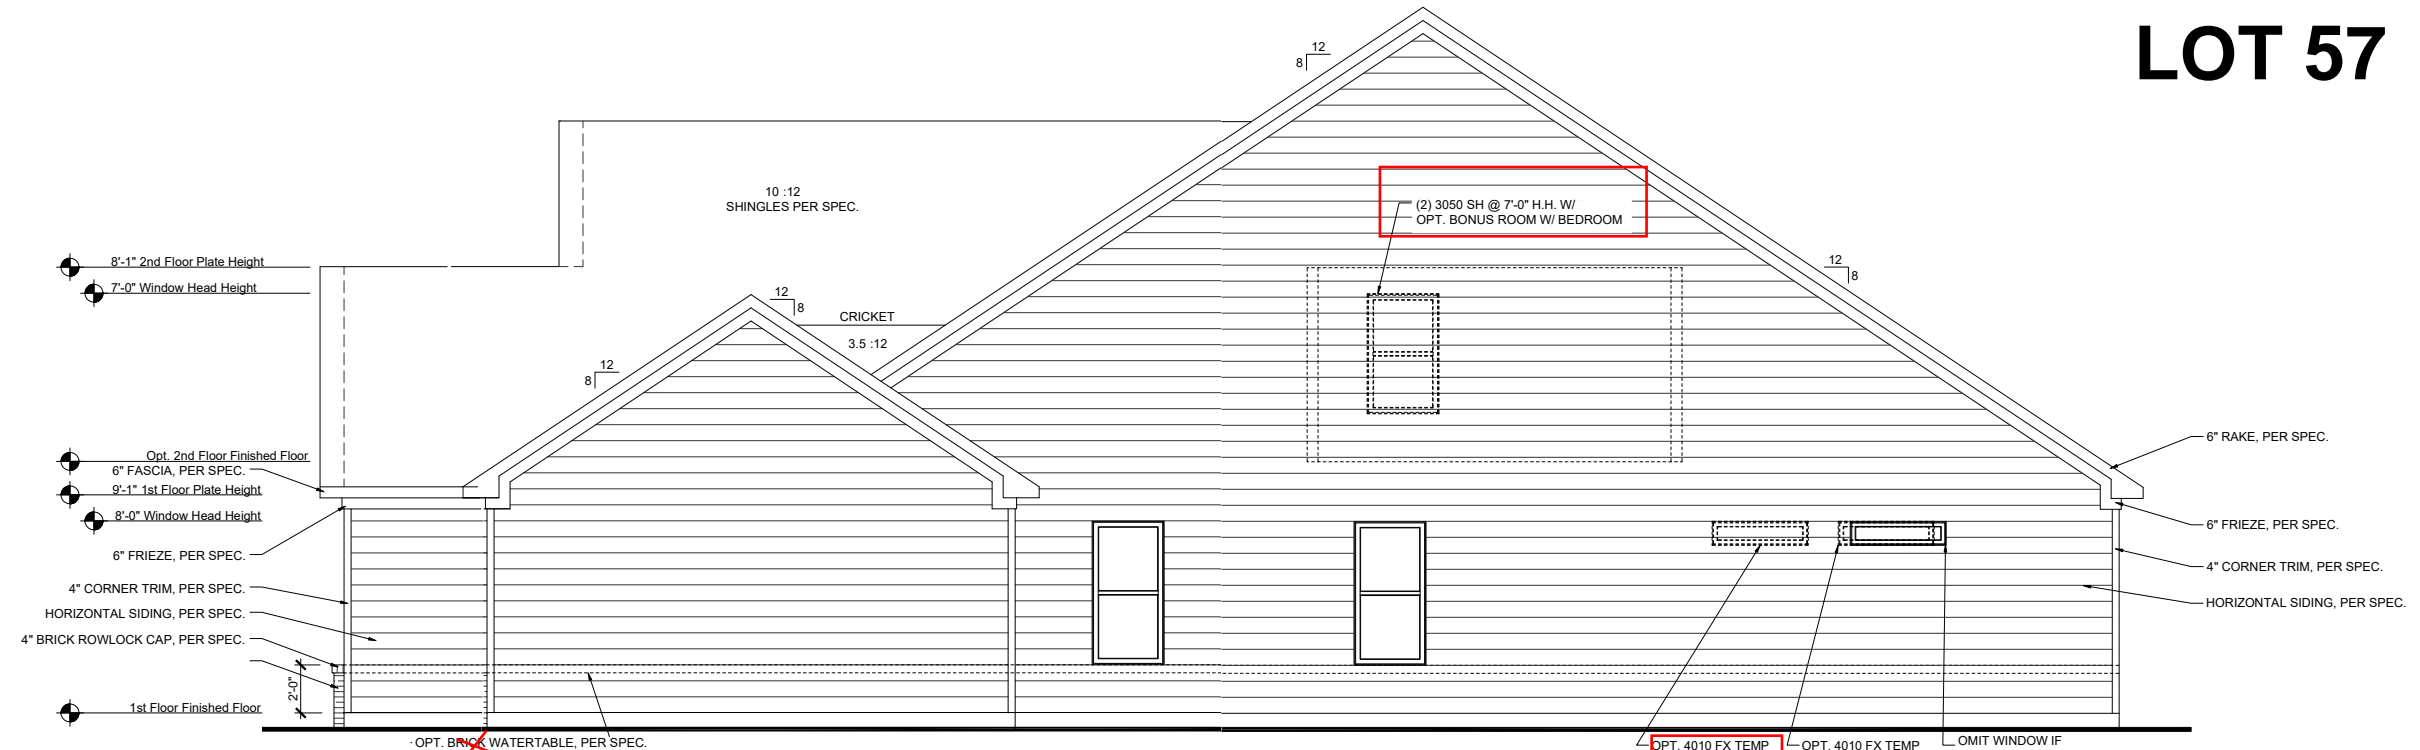 LOT 57
12
8
10 :12
SHINGLES PER SPEC.
(2) 3050 SH @ 7'-0" H.H. W/
OPT. BONUS ROOM W/ BEDROOM
8'-1" 2nd Floor Plate Height
7'-0" Window Head Height
12
8
12
8
CRICKET
3.5 :12
12
8
Opt. 2nd Floor Finished Floor
6" FASCIA, PER SPEC.
9'-1" 1st Floor Plate Height
8'-0" Window Head Height
6" FRIEZE, PER SPEC.
4" CORNER TRIM, PER SPEC.
HORIZONTAL SIDING, PER SPEC.
4" BRICK ROWLOCK CAP, PER SPEC.
2'-0"
1st Floor Finished Floor
6" RAKE, PER SPEC.
6" FRIEZE, PER SPEC.
4" CORNER TRIM, PER SPEC.
HORIZONTAL SIDING, PER SPEC.
OPT. BRICK WATERTABLE, PER SPEC.
OPT. 4010 FX TEMP
OPT. 4010 FX TEMP
OMIT WINDOW IF